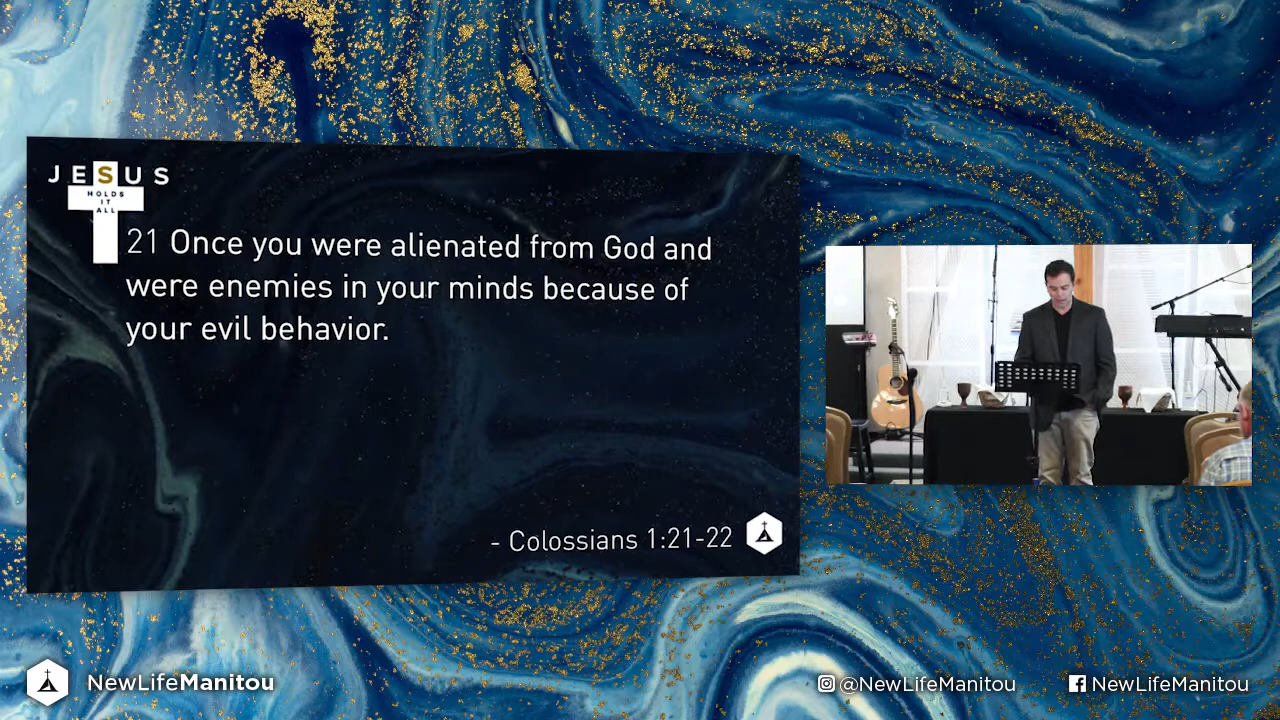 JESUS
HOLDS
IT
ALL
21 Once you were alienated from God and
were enemies in your minds because of
your evil behavior.
- Colossians 1:21-22
NewLifeManitou
@NewLifeManitou
NewLifeManitou